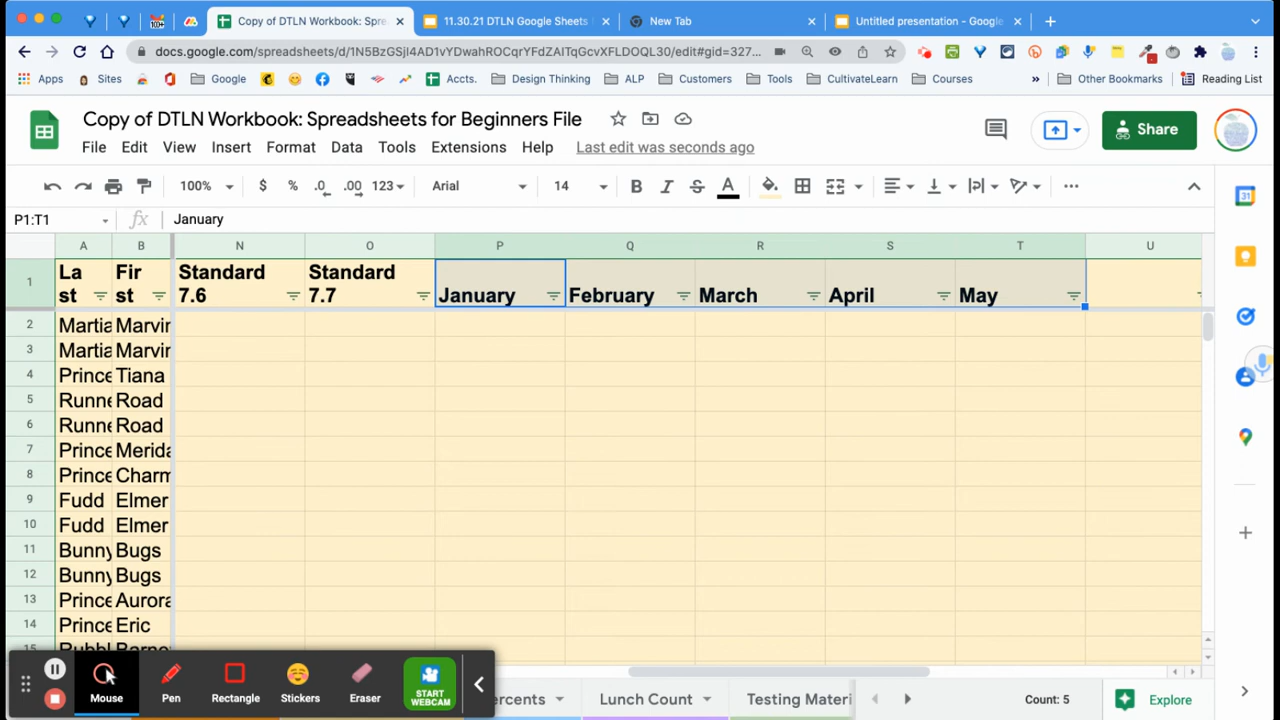 Copy of DTLN Workbook: Spre
11.30.21 DTLN Google Sheets
New Tab
Untitled presentation - Google
docs.google.com/spreadsheets/d/1N5BzGSjI4AD1vYDwahROCqrYFdZAITqGcvXFLDOQL30/edit#gid=327...
Apps
Sites
Google
Accts.
Design Thinking
ALP
Customers
Tools
CultivateLearn
Courses
»
Other Bookmarks
Reading List
Copy of DTLN Workbook: Spreadsheets for Beginners File
Share
File Edit View Insert Format Data Tools Extensions Help Last edit was seconds ago
100% $ % .0 .00 123 Arial 14 B I S A
P1:T1 fx January
A B N O P Q R S T U
1 La st Fir st Standard 7.6 Standard 7.7 January February March April May
2 Martia Marvin
3 Martia Marvin
4 Prince Tiana
5 Runne Road
6 Runne Road
7 Prince Merida
8 Prince Charm
9 Fudd Elmer
10 Fudd Elmer
11 Bunny Bugs
12 Bunny Bugs
13 Prince Aurora
14 Prince Eric
15 Rubbl Barne
Mouse Pen Rectangle Stickers Eraser START WEBCAM
ercents Lunch Count Testing Materi Count: 5 Explore
31